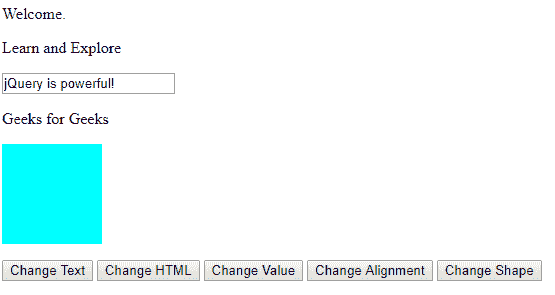 Welcome.
Learn and Explore
jQuery is powerful!
Geeks for Geeks
Change Text Change HTML Change Value Change Alignment Change Shape